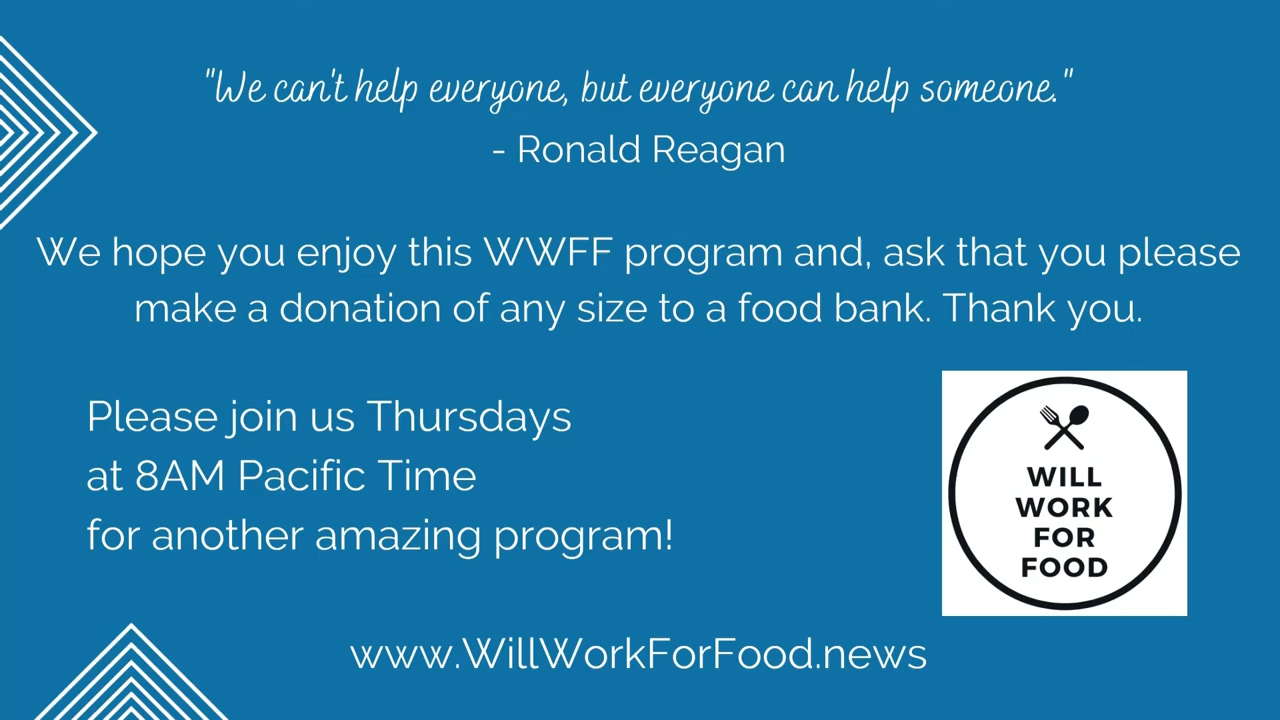 "We can't help everyone, but everyone can help someone."
- Ronald Reagan
We hope you enjoy this WWFF program and, ask that you please
make a donation of any size to a food bank. Thank you.
Please join us Thursdays
at 8AM Pacific Time
for another amazing program!
WILL
WORK
FOR
FOOD
www.WillWorkForFood.news